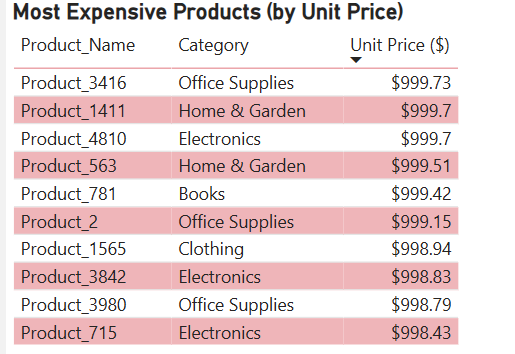 Most Expensive Products (by Unit Price)
Product_Name Category Unit Price ($)
Product_3416 Office Supplies $999.73
Product_1411 Home & Garden $999.7
Product_4810 Electronics $999.7
Product_563 Home & Garden $999.51
Product_781 Books $999.42
Product_2 Office Supplies $999.15
Product_1565 Clothing $998.94
Product_3842 Electronics $998.83
Product_3980 Office Supplies $998.79
Product_715 Electronics $998.43